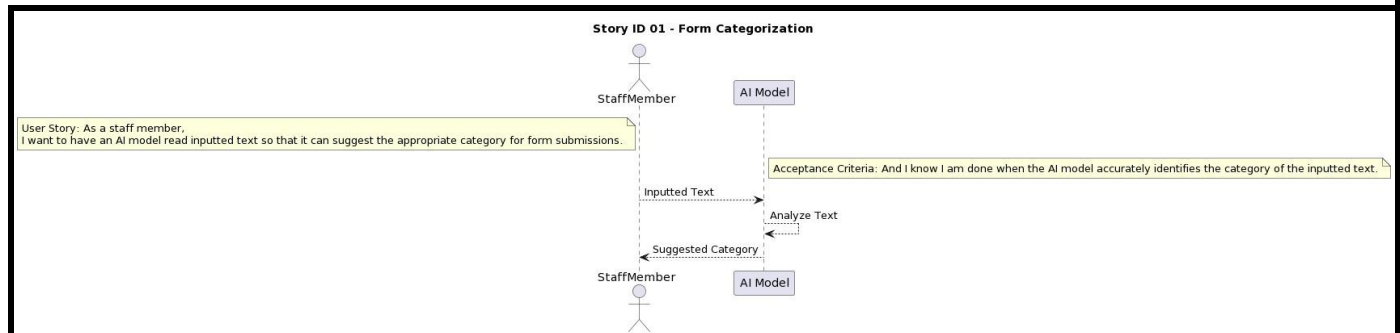 Story ID 01 - Form Categorization
StaffMember
AI Model
User Story: As a staff member,
I want to have an AI model read inputted text so that it can suggest the appropriate category for form submissions.
Acceptance Criteria: And I know I am done when the AI model accurately identifies the category of the inputted text.
Inputted Text
Analyze Text
Suggested Category
StaffMember
AI Model